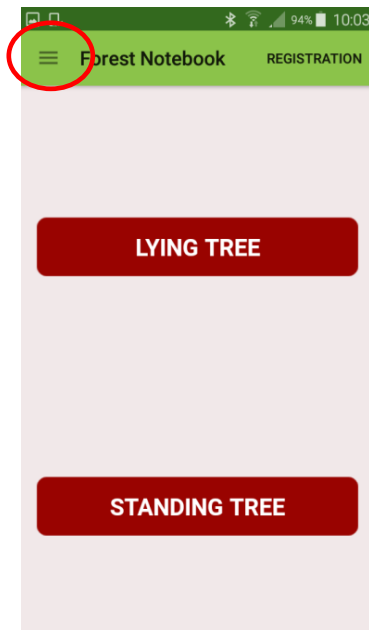 94% 10:03
Forest Notebook REGISTRATION
LYING TREE
STANDING TREE